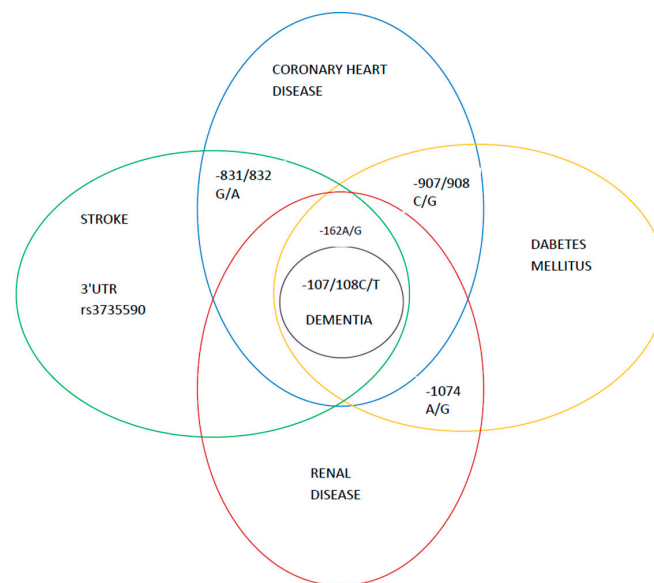 CORONARY HEART
DISEASE
-831/832
G/A
-907/908
C/G
STROKE
-162A/G
DABETES
MELLITUS
3'UTR
rs3735590
-107/108C/T
DEMENTIA
-1074
A/G
RENAL
DISEASE